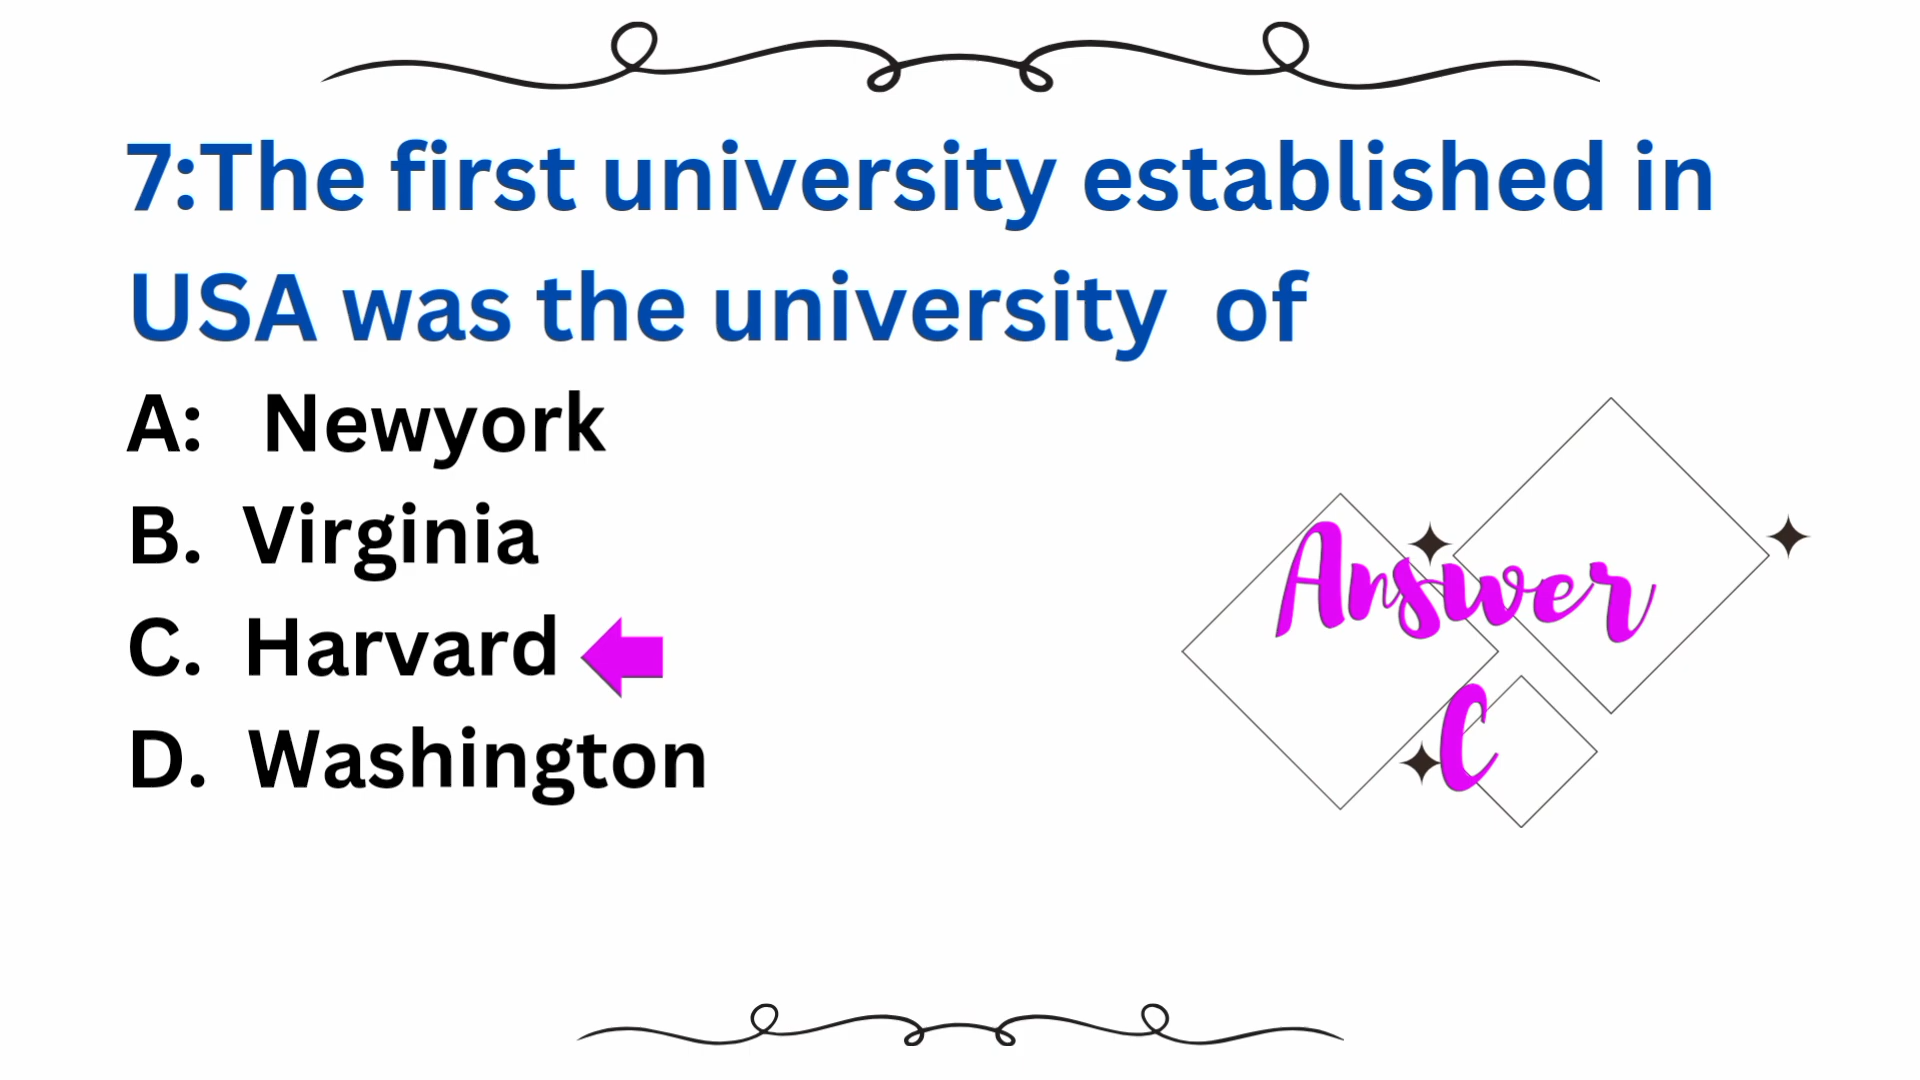 7:The first university established in
USA was the university of
A: Newyork
B. Virginia
C. Harvard
D. Washington
Answer
C